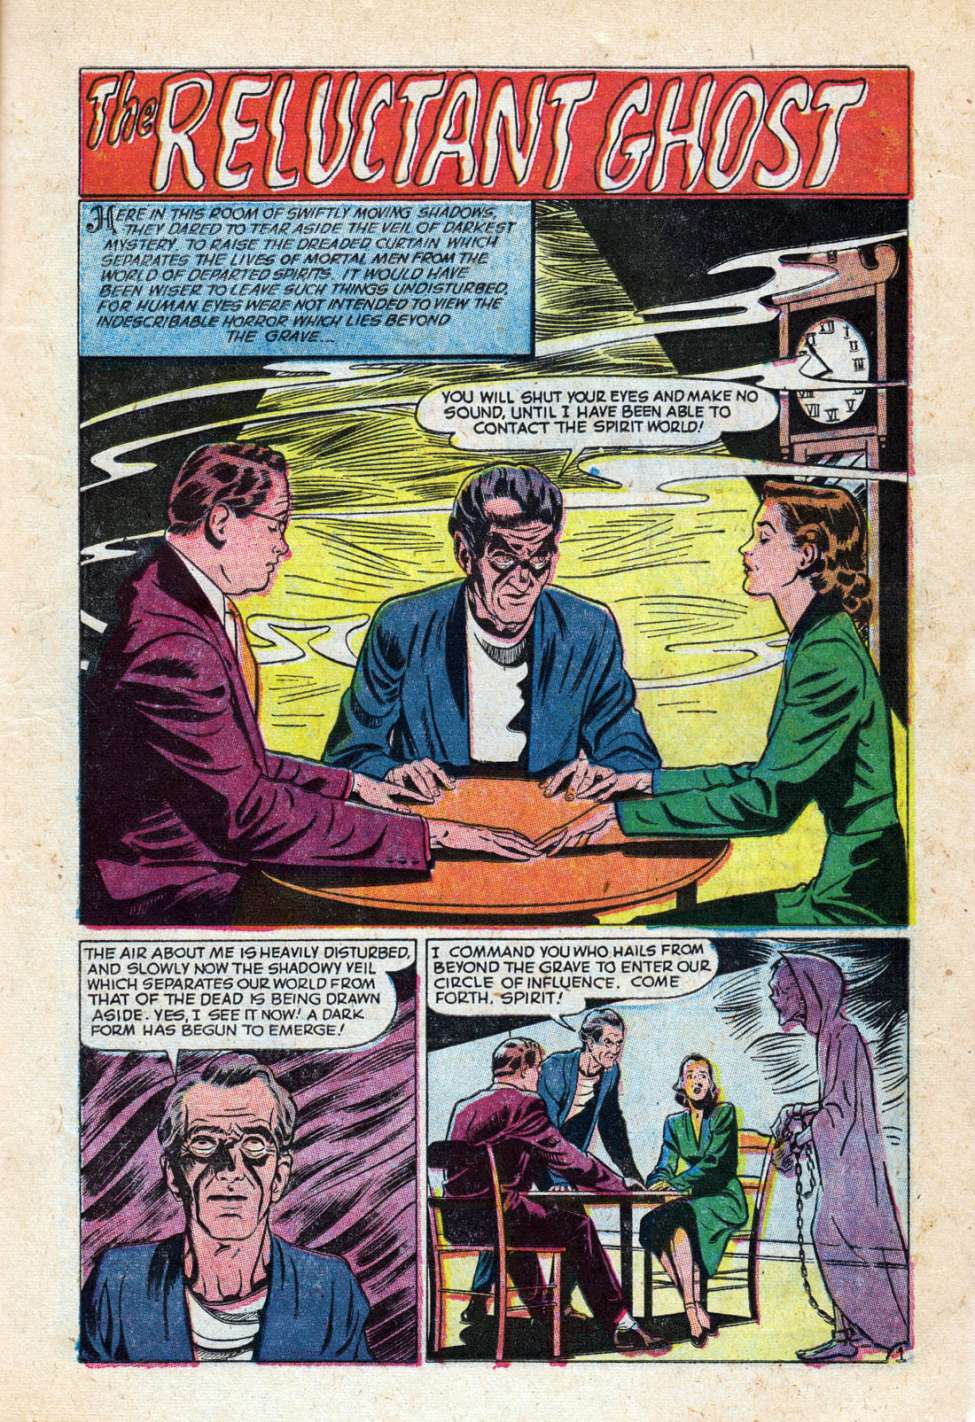 The RELUCTANT GHOST
HERE IN THIS ROOM OF SWIFTLY MOVING SHADOWS,
THEY DARED TO TEAR ASIDE THE VEIL OF DARKEST
MYSTERY, TO RAISE THE DREADED CURTAIN WHICH
SEPARATES THE LIVES OF MORTAL MEN FROM THE
WORLD OF DEPARTED SPIRITS. IT WOULD HAVE
BEEN WISER TO LEAVE SUCH THINGS UNDISTURBED,
FOR HUMAN EYES WERE NOT INTENDED TO VIEW THE
INDESCRIBABLE HORROR WHICH LIES BEYOND
THE GRAVE...
YOU WILL SHUT YOUR EYES AND MAKE NO
SOUND, UNTIL I HAVE BEEN ABLE TO
CONTACT THE SPIRIT WORLD!
THE AIR ABOUT ME IS HEAVILY DISTURBED,
AND SLOWLY NOW THE SHADOWY VEIL
WHICH SEPARATES OUR WORLD FROM
THAT OF THE DEAD IS BEING DRAWN
ASIDE. YES, I SEE IT NOW! A DARK
FORM HAS BEGUN TO EMERGE!
I COMMAND YOU WHO HAILS FROM
BEYOND THE GRAVE TO ENTER OUR
CIRCLE OF INFLUENCE. COME
FORTH, SPIRIT!
1